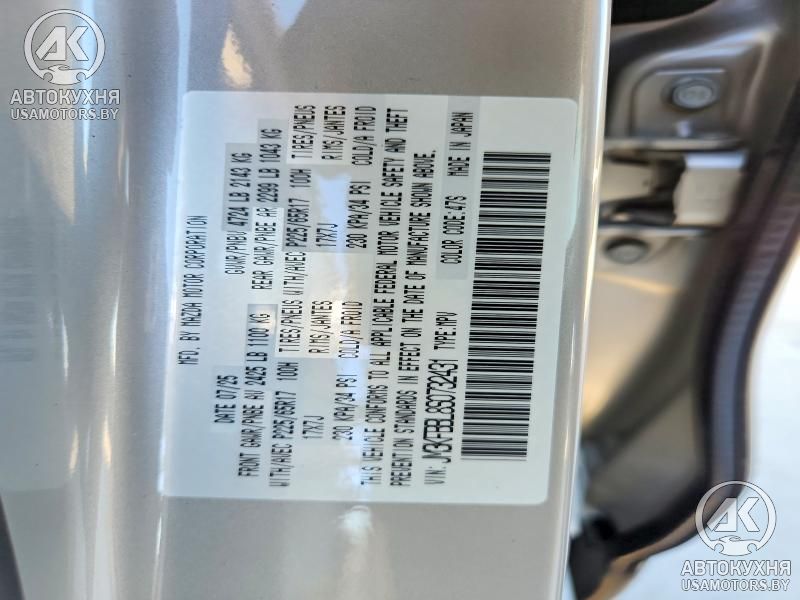 АК
АВТОКУХНЯ
USAMOTORS.BY
MFD. BY MAZDA MOTOR CORPORATION
DATE 07/25 GVWR/PNBV 4724 LB 2143 KG
FRONT GAWR/PNBE AV 2425 LB 1100 KG REAR GAWR/PNBE AR 2299 LB 1043 KG
WITH/AVEC P225/65R17 100H TIRES/PNEUS WITH/AVEC P225/65R17 100H TIRES/PNEUS
17X7J RIMS/JANTES 17X7J RIMS/JANTES
230 KPA/34 PSI COLD/A FROID 230 KPA/34 PSI COLD/A FROID
THIS VEHICLE CONFORMS TO ALL APPLICABLE FEDERAL MOTOR VEHICLE SAFETY AND THEFT
PREVENTION STANDARDS IN EFFECT ON THE DATE OF MANUFACTURE SHOWN ABOVE.
VIN: JM3KFBBL8S0732431 TYPE:MPV COLOR CODE:47S MADE IN JAPAN
АК
АВТОКУХНЯ
USAMOTORS.BY